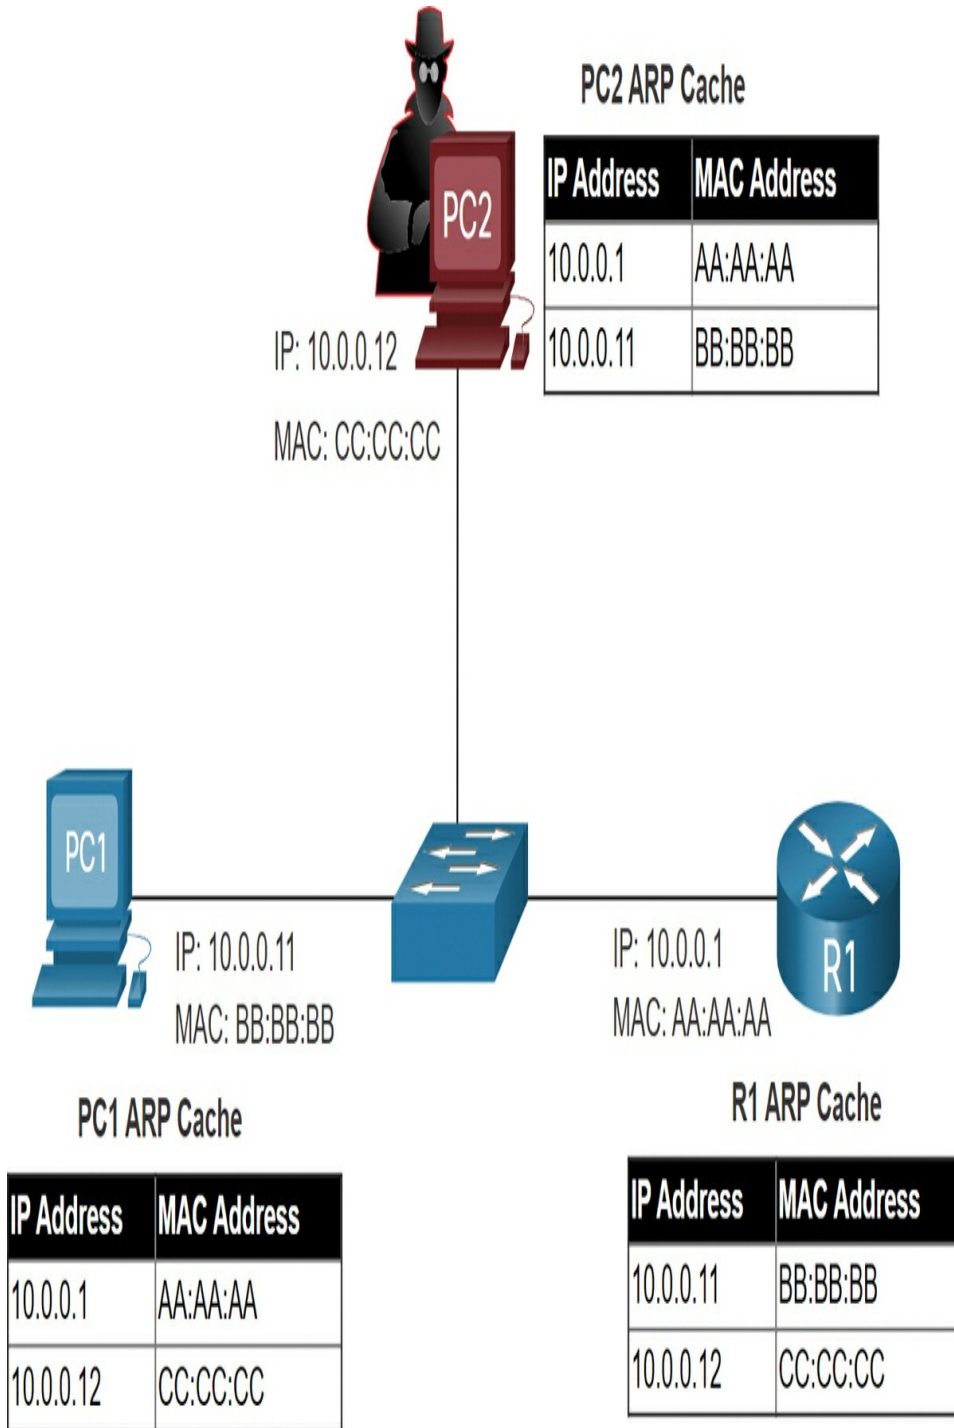 PC2 ARP Cache
IP Address MAC Address
10.0.0.1 AA:AA:AA
10.0.0.11 BB:BB:BB
PC2
IP: 10.0.0.12
MAC: CC:CC:CC
PC1
IP: 10.0.0.11
MAC: BB:BB:BB
IP: 10.0.0.1
MAC: AA:AA:AA
R1
PC1 ARP Cache
IP Address MAC Address
10.0.0.1 AA:AA:AA
10.0.0.12 CC:CC:CC
R1 ARP Cache
IP Address MAC Address
10.0.0.11 BB:BB:BB
10.0.0.12 CC:CC:CC